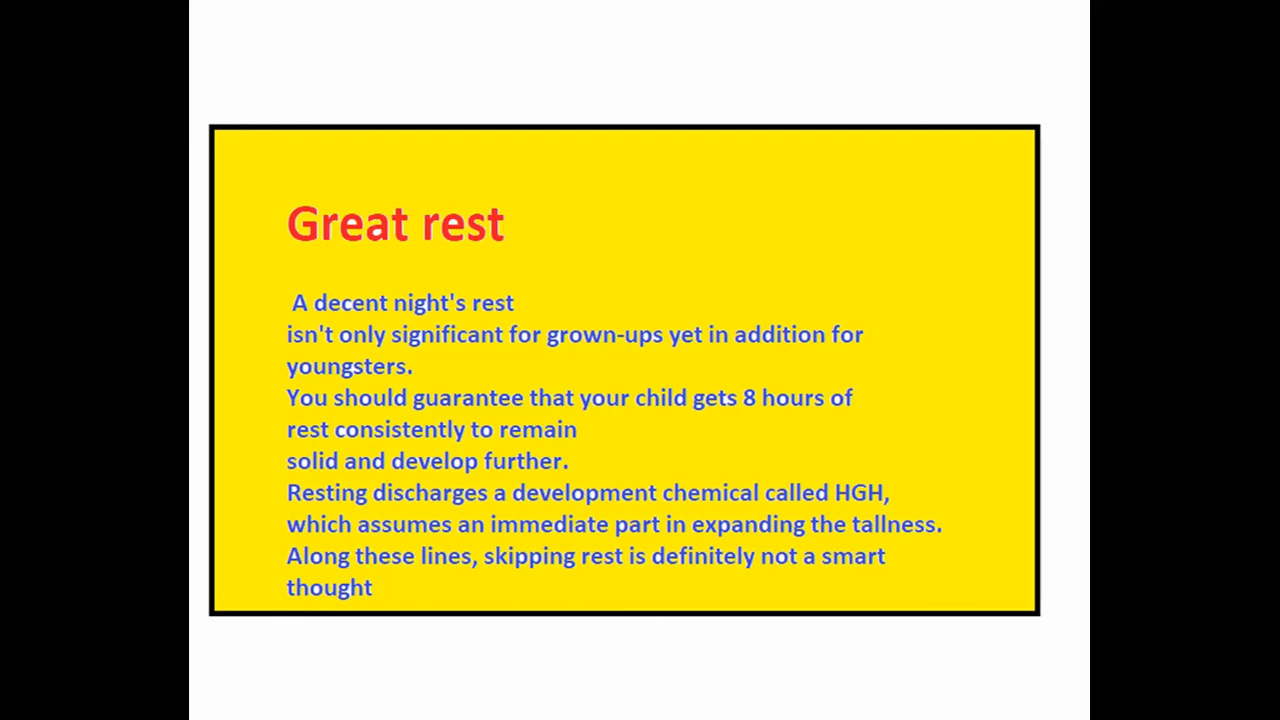 Great rest
A decent night's rest
isn't only significant for grown-ups yet in addition for
youngsters.
You should guarantee that your child gets 8 hours of
rest consistently to remain
solid and develop further.
Resting discharges a development chemical called HGH,
which assumes an immediate part in expanding the tallness.
Along these lines, skipping rest is definitely not a smart
thought